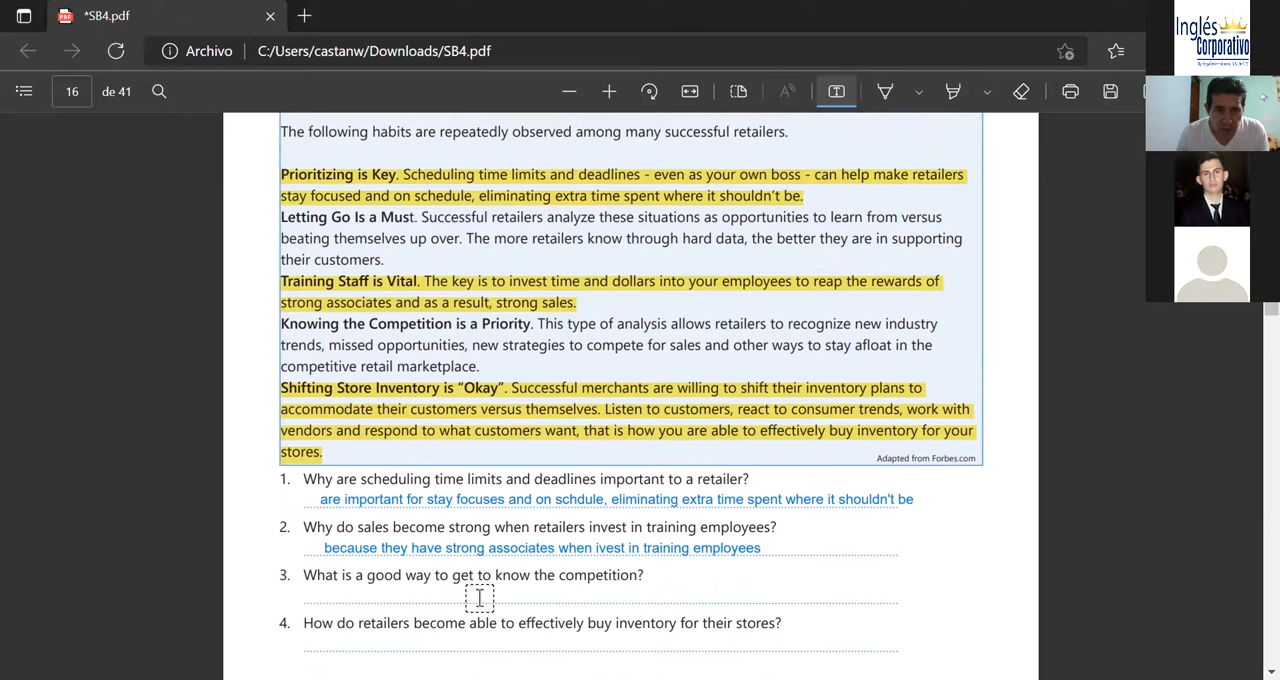 *SB4.pdf
Archivo
C:/Users/castanw/Downloads/SB4.pdf
16
de 41
Inglés
Corporativo
The following habits are repeatedly observed among many successful retailers.
Prioritizing is Key. Scheduling time limits and deadlines - even as your own boss - can help make retailers
stay focused and on schedule, eliminating extra time spent where it shouldn't be.
Letting Go Is a Must. Successful retailers analyze these situations as opportunities to learn from versus
beating themselves up over. The more retailers know through hard data, the better they are in supporting
their customers.
Training Staff is Vital. The key is to invest time and dollars into your employees to reap the rewards of
strong associates and as a result, strong sales.
Knowing the Competition is a Priority. This type of analysis allows retailers to recognize new industry
trends, missed opportunities, new strategies to compete for sales and other ways to stay afloat in the
competitive retail marketplace.
Shifting Store Inventory is “Okay”. Successful merchants are willing to shift their inventory plans to
accommodate their customers versus themselves. Listen to customers, react to consumer trends, work with
vendors and respond to what customers want, that is how you are able to effectively buy inventory for your
stores.
Adapted from Forbes.com
1. Why are scheduling time limits and deadlines important to a retailer?
are important for stay focuses and on schdule, eliminating extra time spent where it shouldn't be
2. Why do sales become strong when retailers invest in training employees?
because they have strong associates when ivest in training employees
3. What is a good way to get to know the competition?
4. How do retailers become able to effectively buy inventory for their stores?